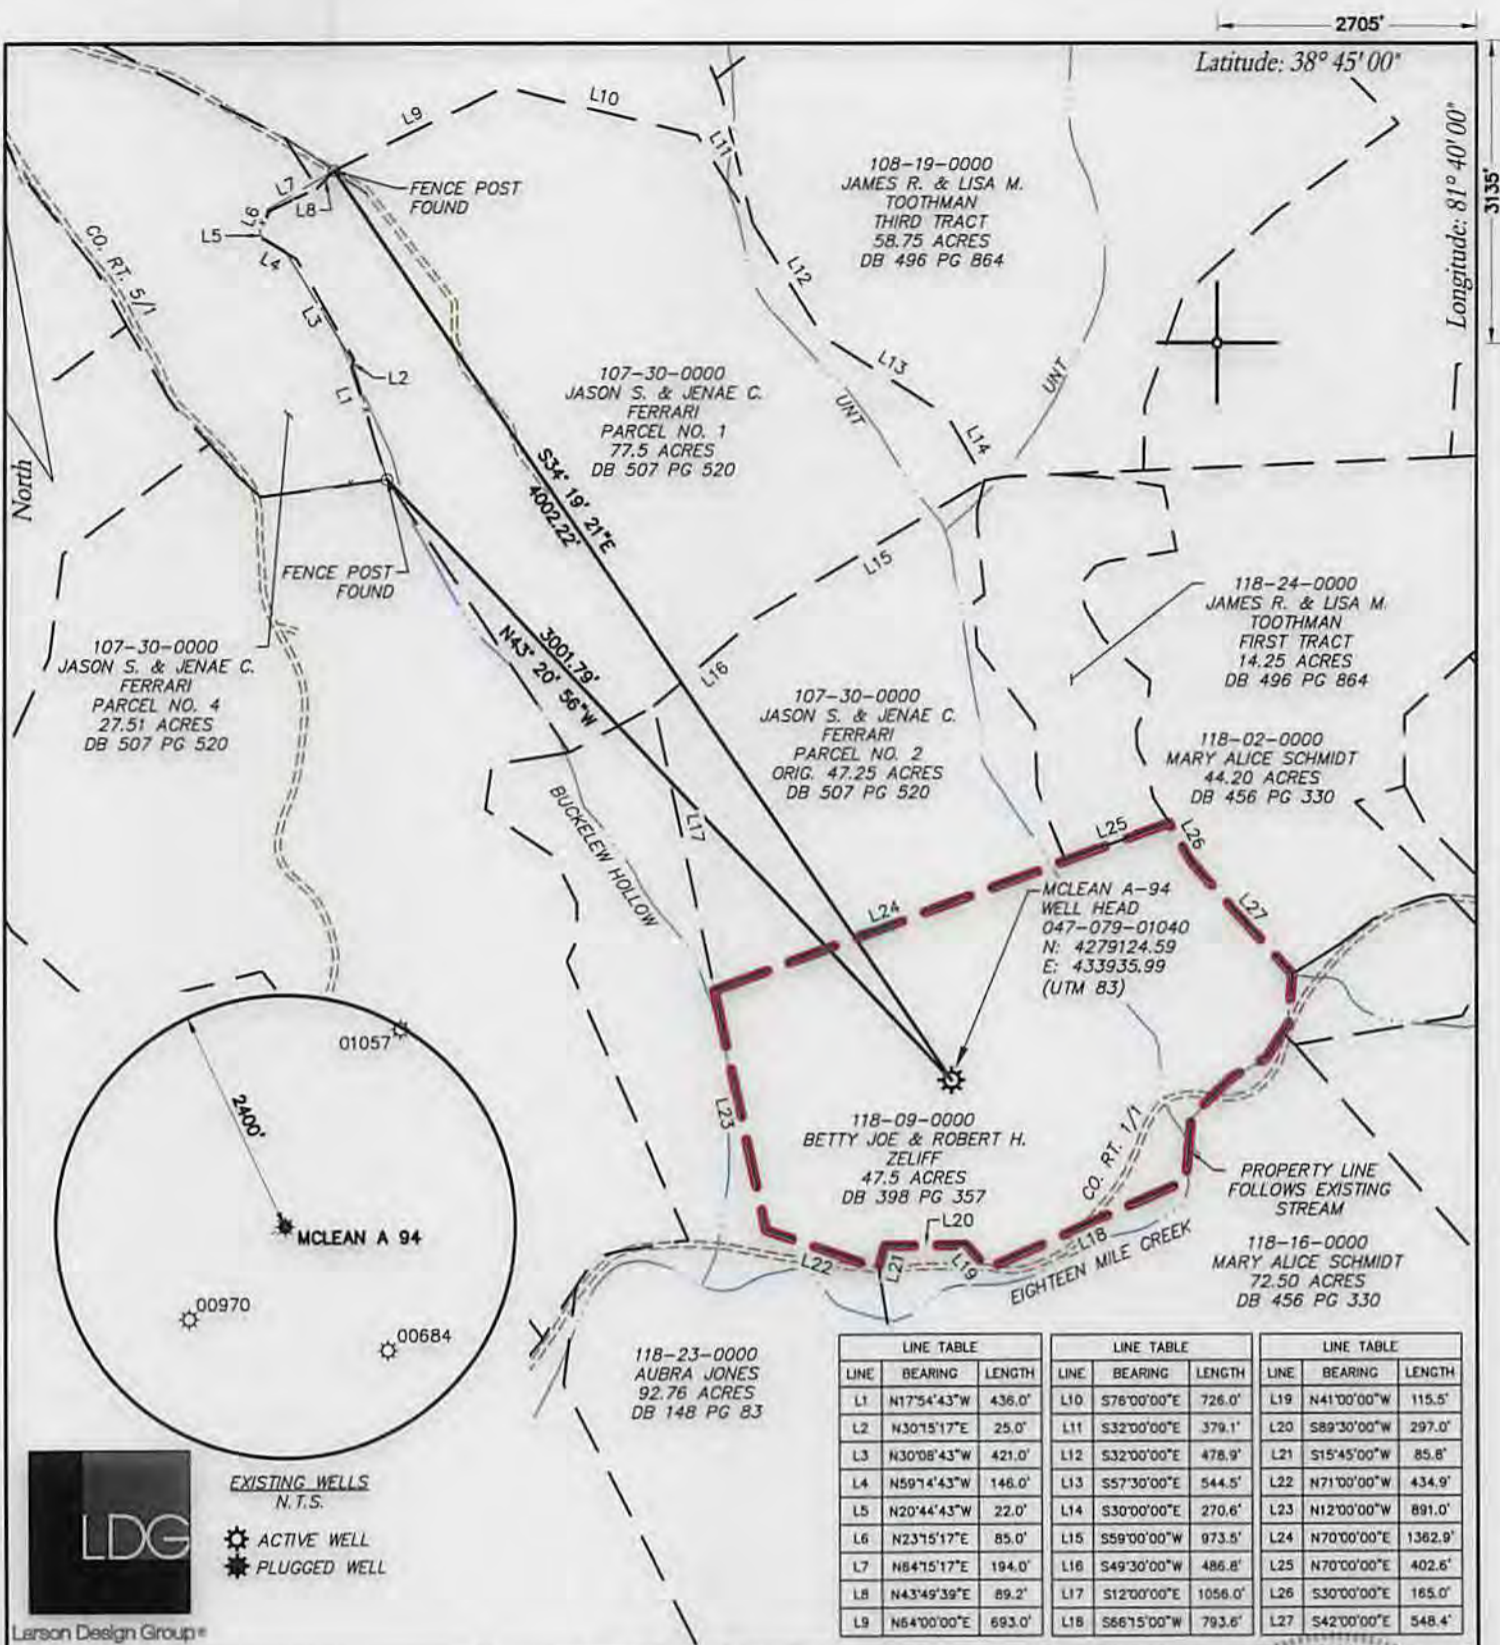 2705'
Latitude: 38° 45' 00"
Longitude: 81° 40' 00"
3135'
L9
L10
L11
L7
L8
L6
L5
L4
FENCE POST
FOUND
108-19-0000
JAMES R. & LISA M.
TOOTHMAN
THIRD TRACT
58.75 ACRES
DB 496 PG 864
CO. RT. 5/1
L3
L12
L2
L1
L13
UNT
UNT
L14
107-30-0000
JASON S. & JENAE C.
FERRARI
PARCEL NO. 1
77.5 ACRES
DB 507 PG 520
North
S34° 19' 21"E
4002.22'
FENCE POST
FOUND
L15
118-24-0000
JAMES R. & LISA M.
TOOTHMAN
FIRST TRACT
14.25 ACRES
DB 496 PG 864
107-30-0000
JASON S. & JENAE C.
FERRARI
PARCEL NO. 4
27.51 ACRES
DB 507 PG 520
3001.79'
N43° 20' 56"W
L16
107-30-0000
JASON S. & JENAE C.
FERRARI
PARCEL NO. 2
ORIG. 47.25 ACRES
DB 507 PG 520
118-02-0000
MARY ALICE SCHMIDT
44.20 ACRES
DB 456 PG 330
BUCKELEW HOLLOW
L17
L25
L26
L24
L27
MCLEAN A-94
WELL HEAD
047-079-01040
N: 4279124.59
E: 433935.99
(UTM 83)
01057
2400'
MCLEAN A 94
00970
00684
L23
118-09-0000
BETTY JOE & ROBERT H.
ZELIFF
47.5 ACRES
DB 398 PG 357
CO. RT. 1/1
PROPERTY LINE
FOLLOWS EXISTING
STREAM
L20
L22
L21
L19
L18
EIGHTEEN MILE CREEK
118-16-0000
MARY ALICE SCHMIDT
72.50 ACRES
DB 456 PG 330
118-23-0000
AUBRA JONES
92.76 ACRES
DB 148 PG 83
EXISTING WELLS
N.T.S.
ACTIVE WELL
PLUGGED WELL
LDG
Larson Design Group®
LINE TABLE LINE TABLE LINE TABLE
LINE BEARING LENGTH LINE BEARING LENGTH LINE BEARING LENGTH
L1 N17°54'43"W 436.0' L10 S76°00'00"E 726.0' L19 N41°00'00"W 115.5'
L2 N30°15'17"E 25.0' L11 S32°00'00"E 379.1' L20 S89°30'00"W 297.0'
L3 N30°08'43"W 421.0' L12 S32°00'00"E 478.9' L21 S15°45'00"W 85.8'
L4 N59°14'43"W 146.0' L13 S57°30'00"E 544.5' L22 N71°00'00"W 434.9'
L5 N20°44'43"W 22.0' L14 S30°00'00"E 270.6' L23 N12°00'00"W 891.0'
L6 N23°15'17"E 85.0' L15 S59°00'00"W 973.5' L24 N70°00'00"E 1362.9'
L7 N64°15'17"E 194.0' L16 S49°30'00"W 486.8' L25 N70°00'00"E 402.6'
L8 N43°49'39"E 89.2' L17 S12°00'00"E 1056.0' L26 S30°00'00"E 165.0'
L9 N64°00'00"E 693.0' L18 S66°15'00"W 793.6' L27 S42°00'00"E 548.4'